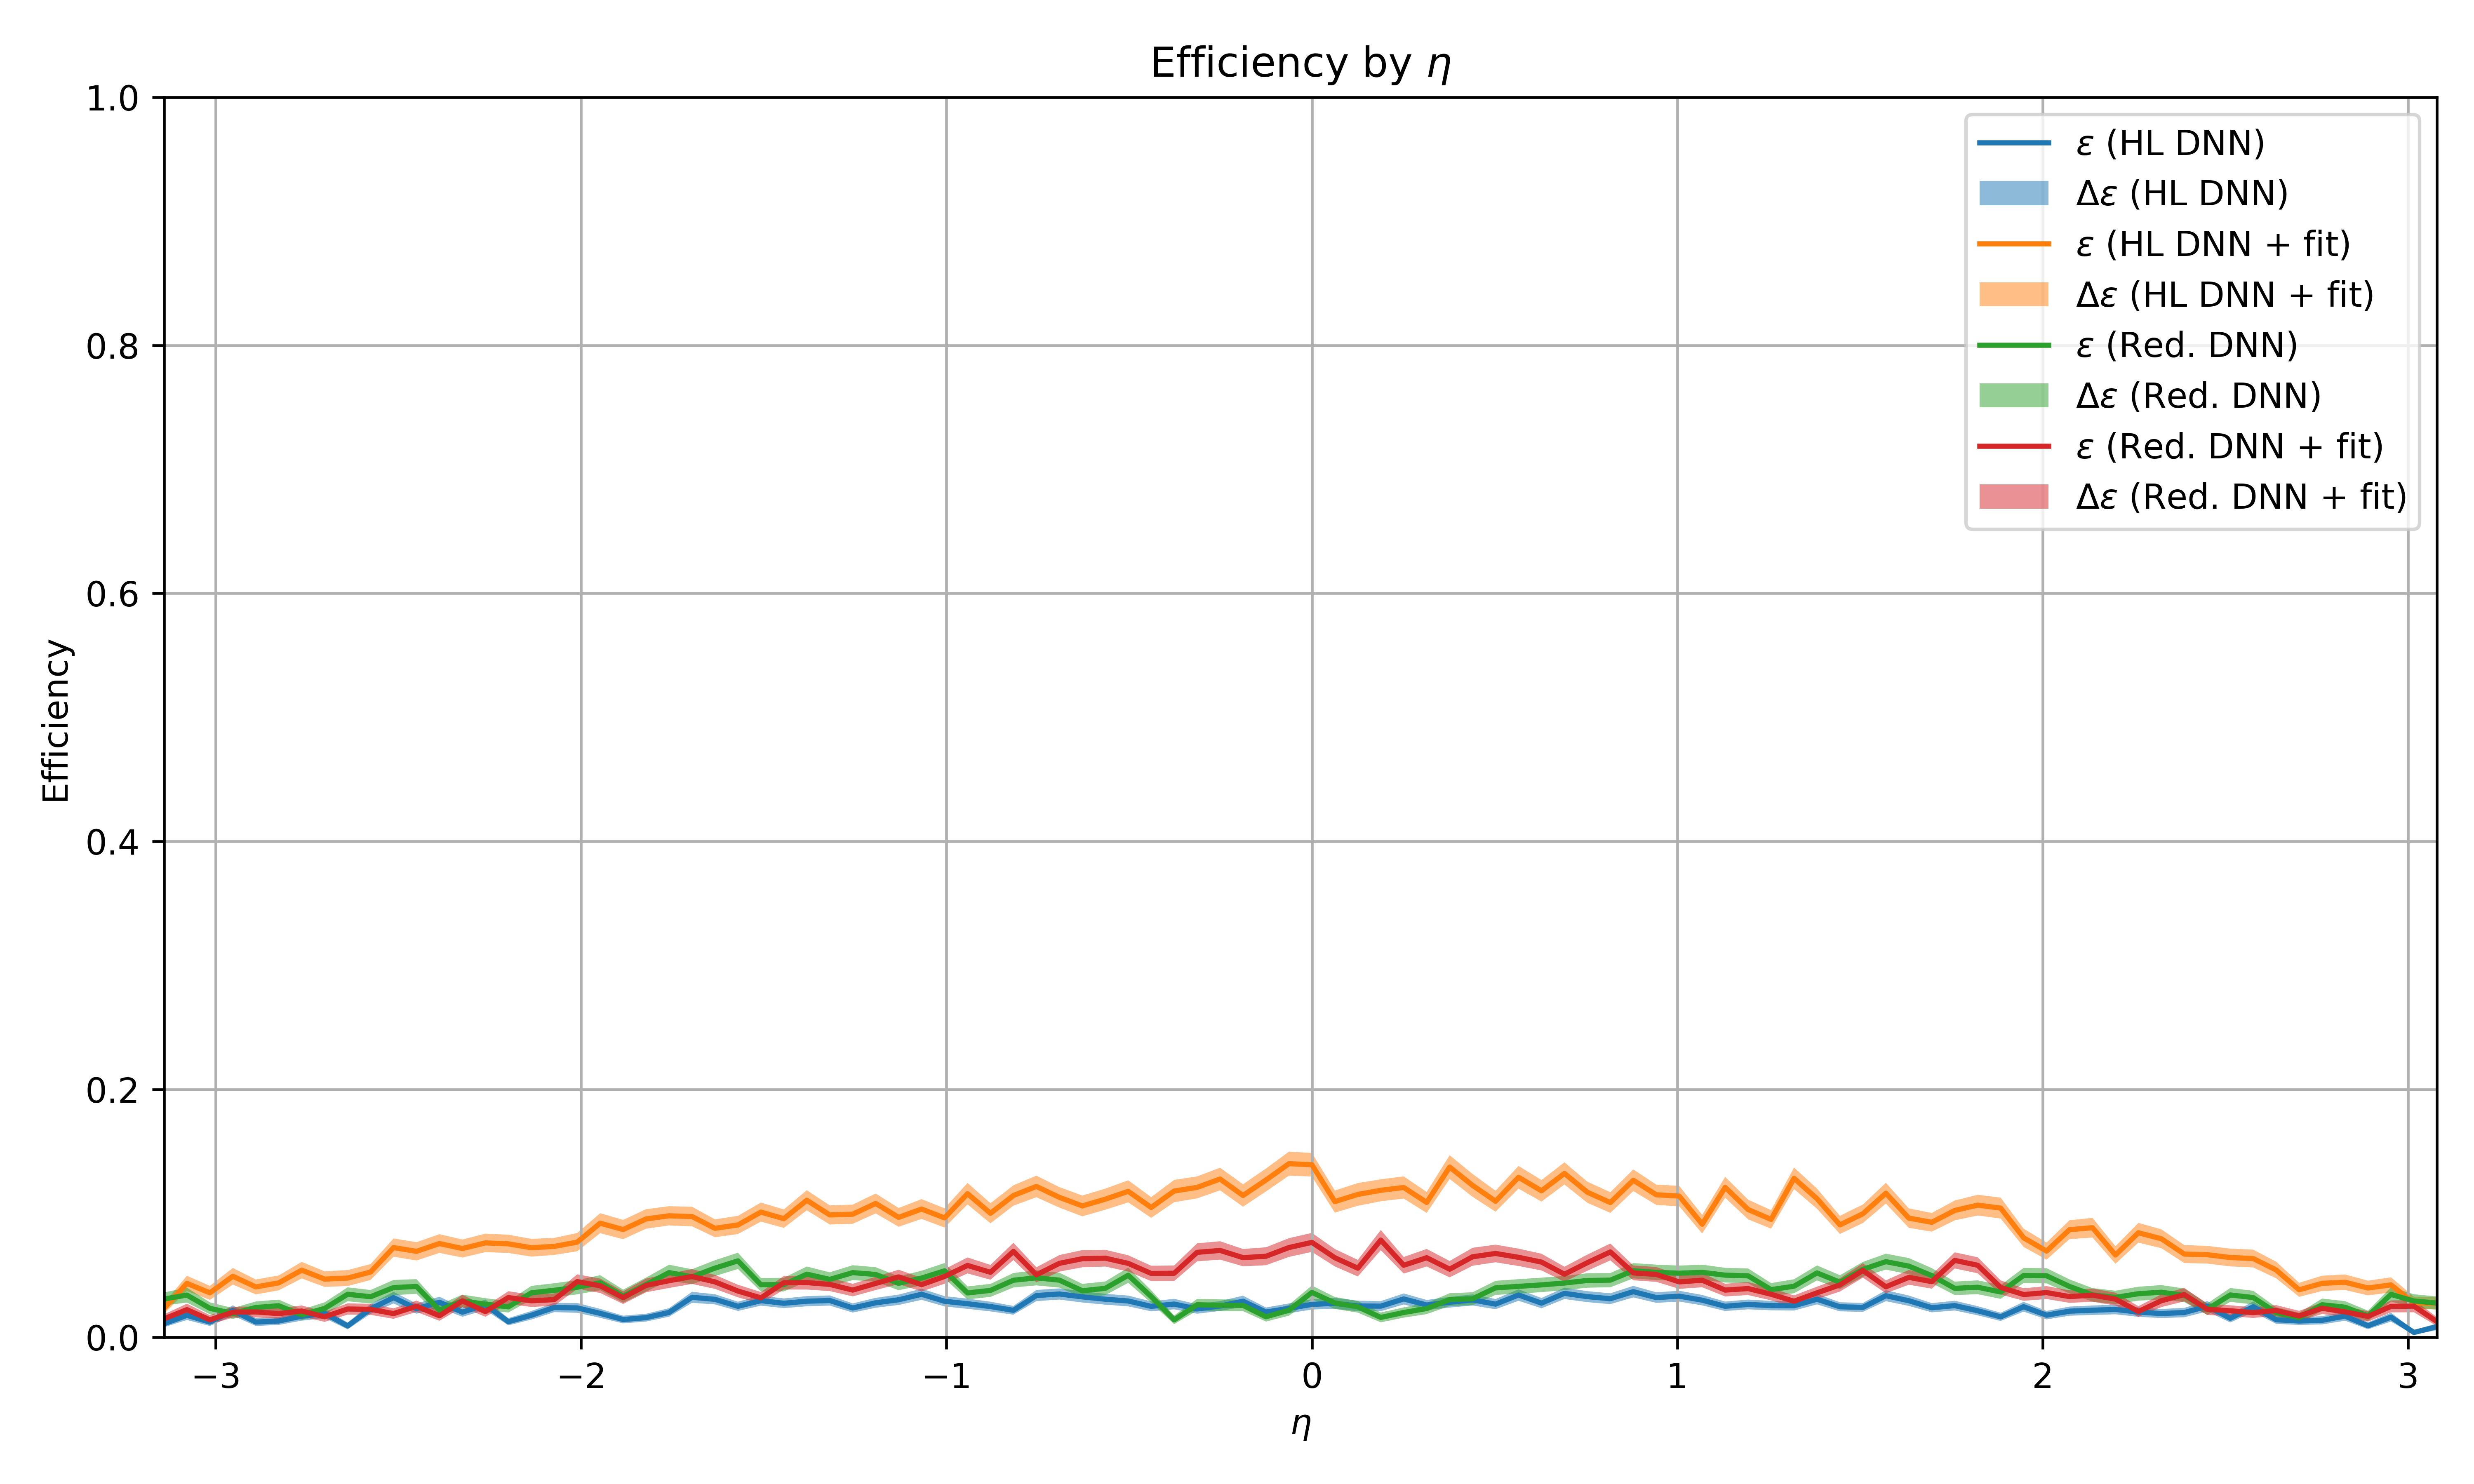 Efficiency by η
1.0
0.8
0.6
0.4
0.2
0.0
Efficiency
−3
−2
−1
0
1
2
3
η
ε (HL DNN)
Δε (HL DNN)
ε (HL DNN + fit)
Δε (HL DNN + fit)
ε (Red. DNN)
Δε (Red. DNN)
ε (Red. DNN + fit)
Δε (Red. DNN + fit)